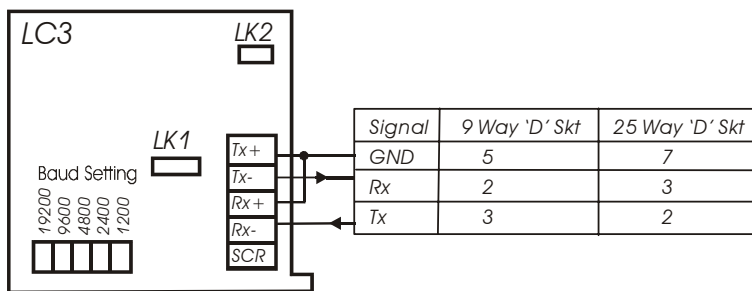 LC3
LK2
LK1
Baud Setting
19200
9600
4800
2400
1200
Tx+
Tx-
Rx+
Rx-
SCR
Signal 9 Way ‘D’ Skt 25 Way ‘D’ Skt
GND 5 7
Rx 2 3
Tx 3 2